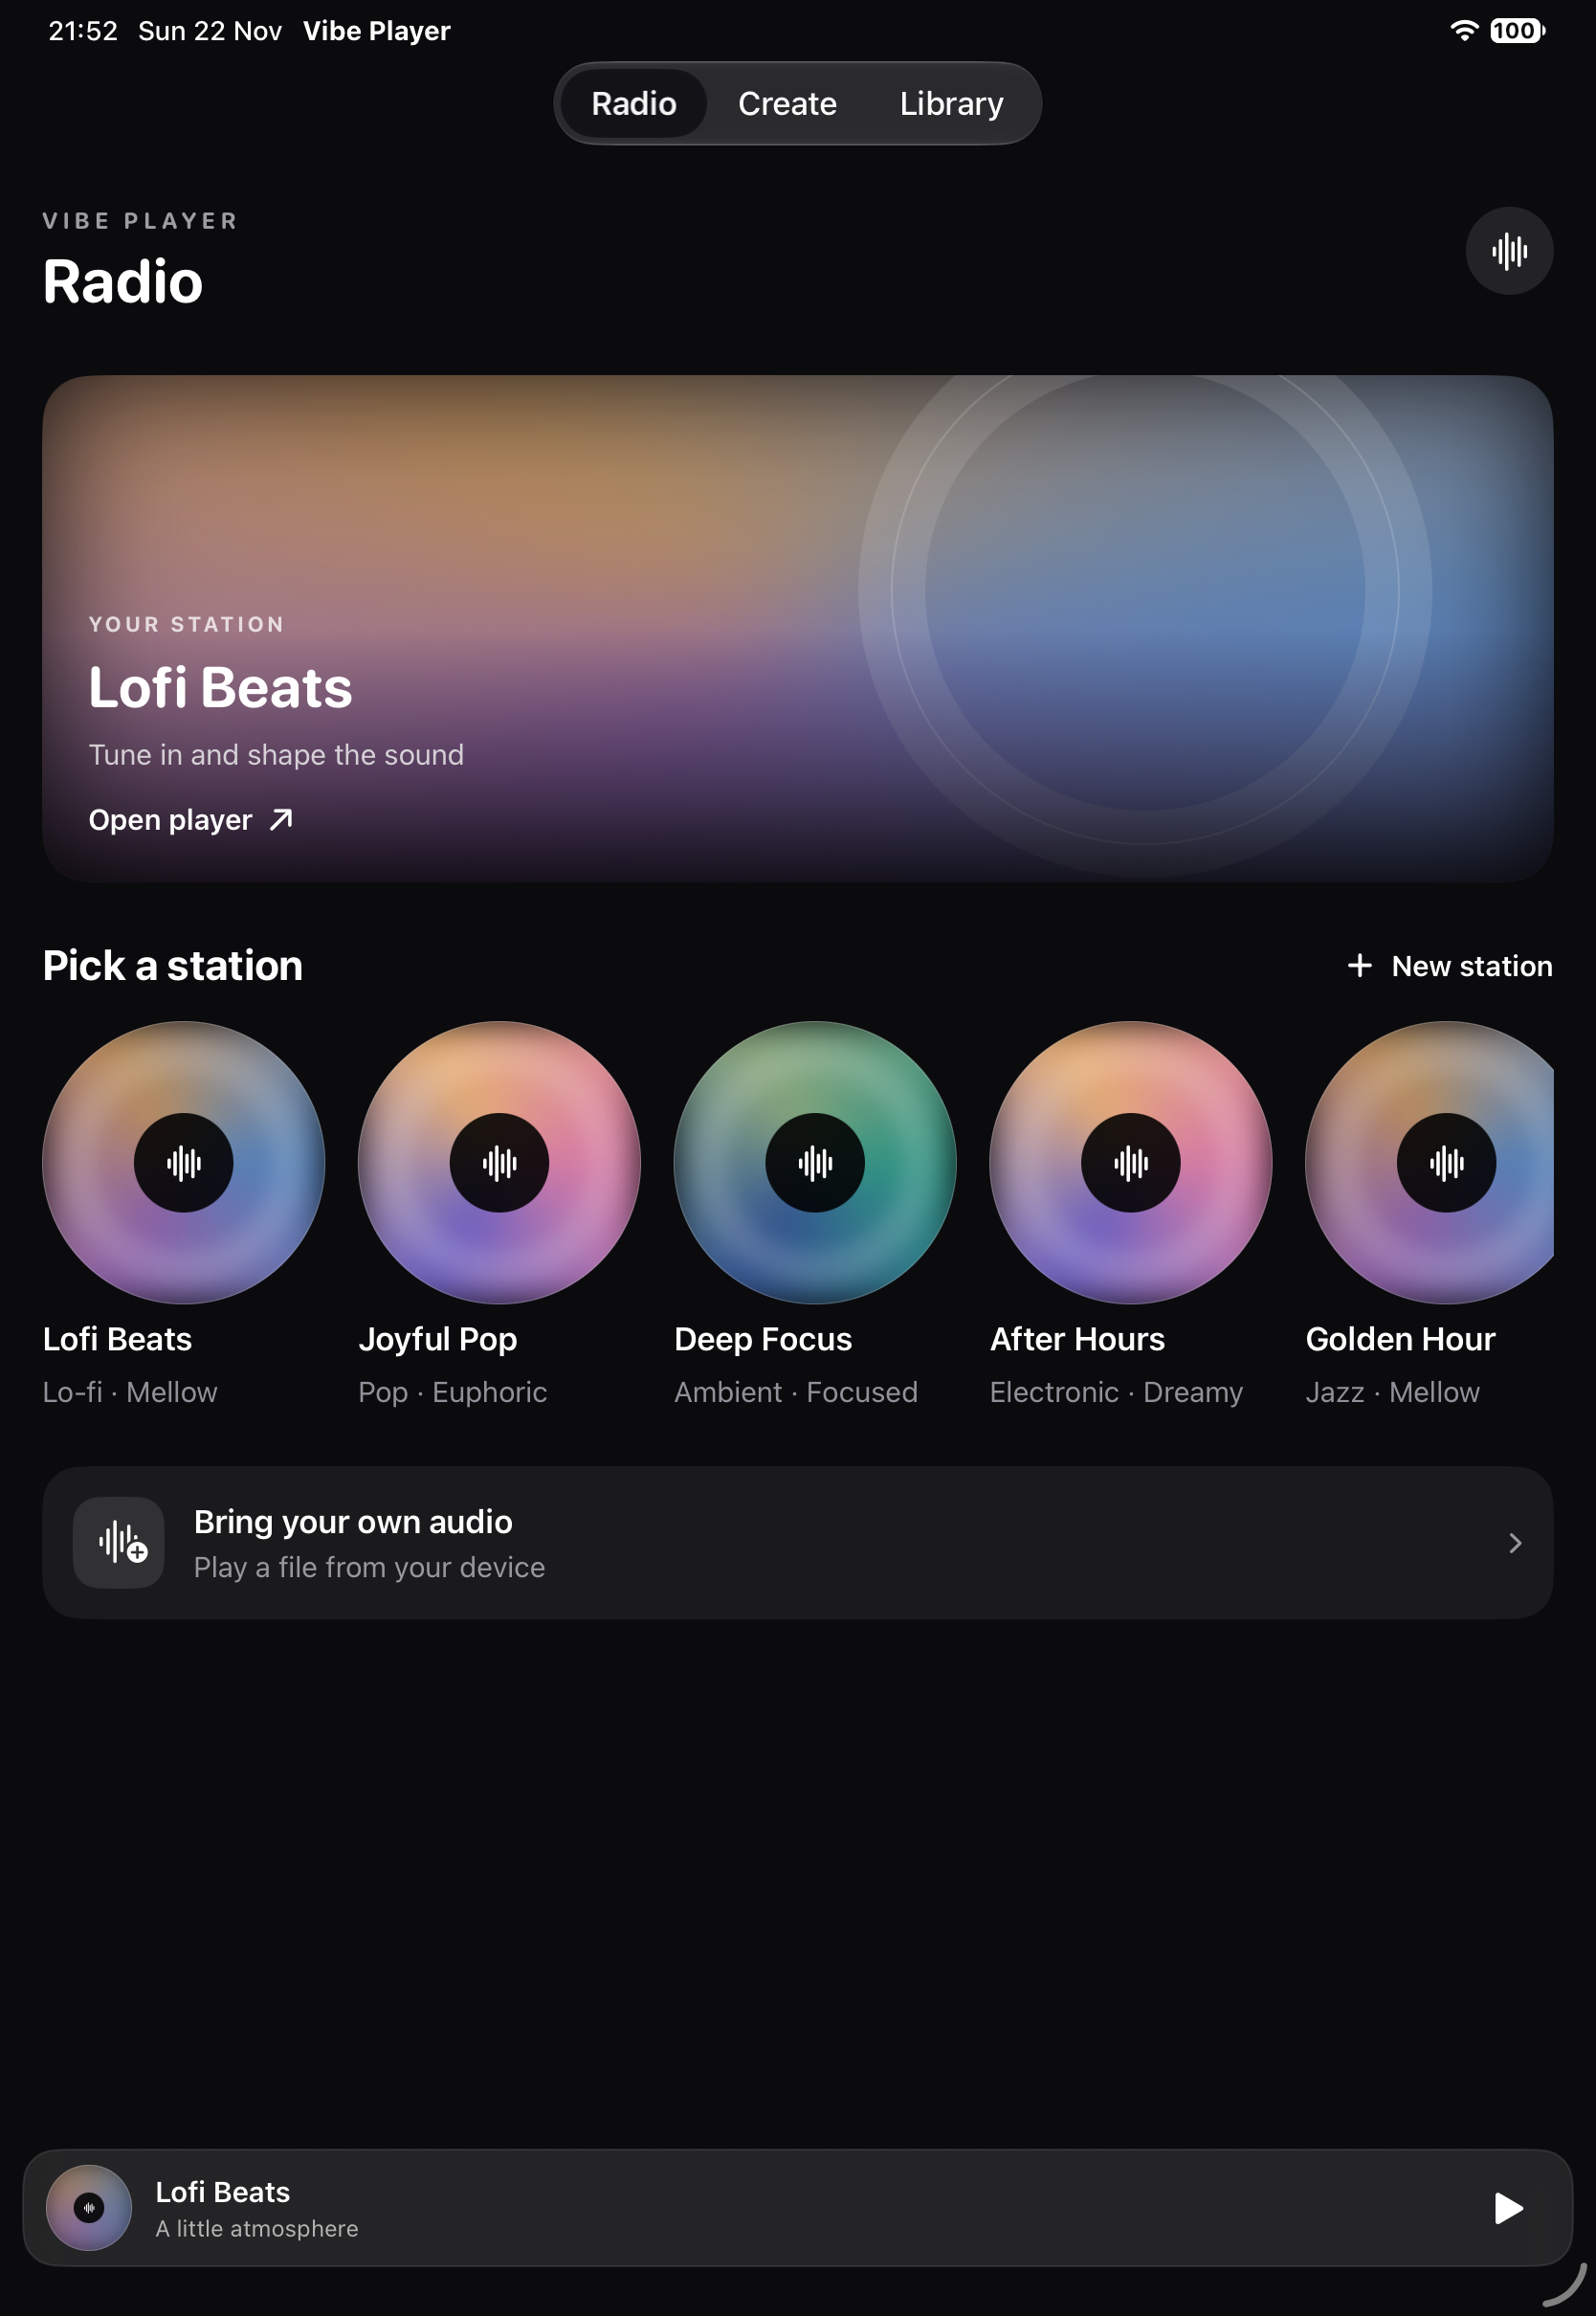 21:52 Sun 22 Nov Vibe Player
100
Radio Create Library
VIBE PLAYER
Radio
YOUR STATION
Lofi Beats
Tune in and shape the sound
Open player
Pick a station
New station
Lofi Beats
Lo-fi · Mellow
Joyful Pop
Pop · Euphoric
Deep Focus
Ambient · Focused
After Hours
Electronic · Dreamy
Golden Hour
Jazz · Mellow
Bring your own audio
Play a file from your device
Lofi Beats
A little atmosphere